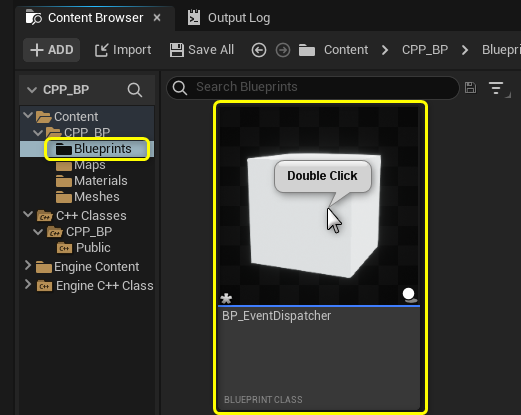 Content Browser × Output Log
+ ADD Import Save All Content > CPP_BP > Bluepri
CPP_BP
Search Blueprints
Content
CPP_BP
Blueprints
Maps
Materials
Meshes
C++ Classes
CPP_BP
Public
Engine Content
Engine C++ Class
Double Click
BP_EventDispatcher
BLUEPRINT CLASS